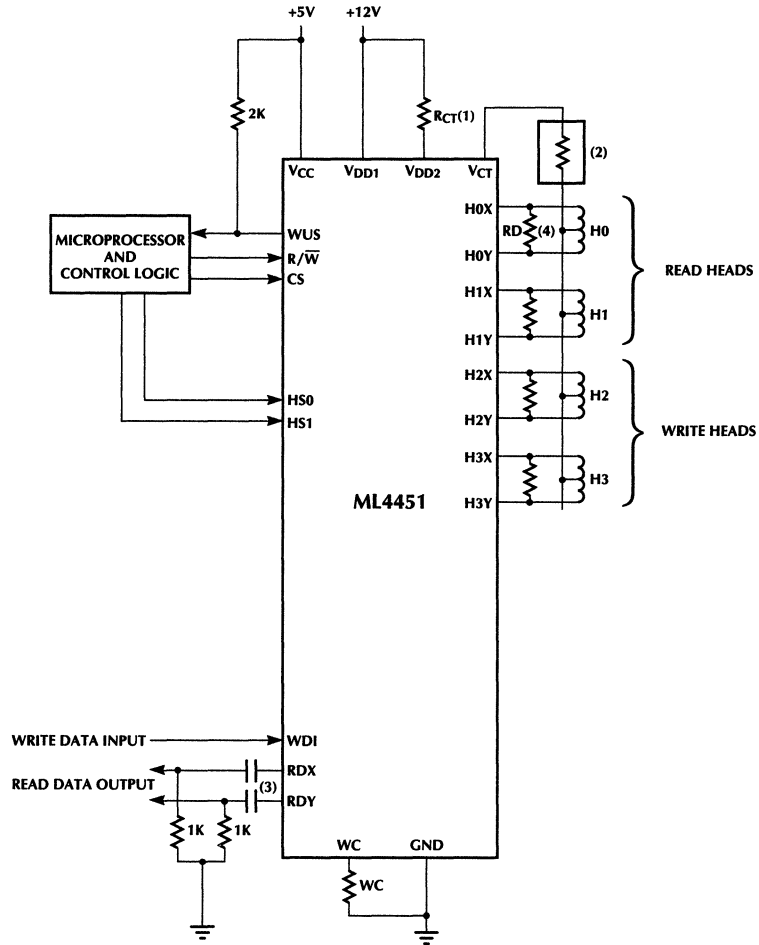 +5V
+12V
2K
RCT(1)
(2)
VCC
VDD1
VDD2
VCT
H0X
RD
(4)
H0
H0Y
READ HEADS
MICROPROCESSOR
AND
CONTROL LOGIC
WUS
R/W̅
CS
H1X
H1
H1Y
H2X
H2
HS0
HS1
H2Y
WRITE HEADS
H3X
H3
H3Y
ML4451
WRITE DATA INPUT
WDI
RDX
READ DATA OUTPUT
(3)
RDY
1K
1K
WC
GND
WC